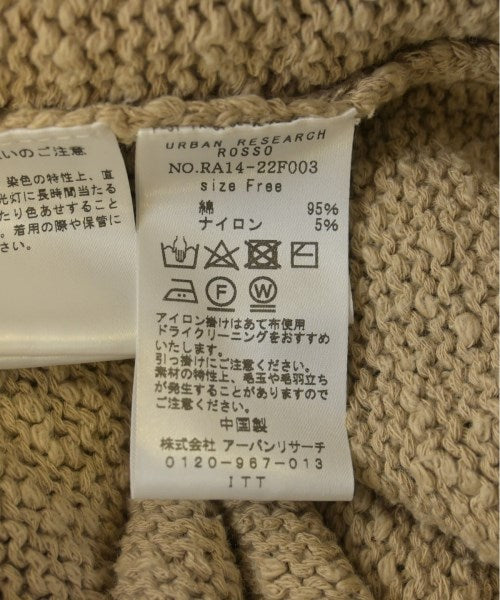 いのご注意
染色の特性上、直
光灯に長時間当たる
たり色あせすること
。着用の際や保管に
さい。
URBAN RESEARCH
ROSSO
NO.RA14-22F003
size Free
綿 95%
ナイロン 5%
F W
アイロン掛けはあて布使用
ドライクリーニングをおすすめ
いたします。
引っ掛けにご注意ください。
素材の特性上、毛玉や毛羽立ち
が発生することがありますので
ご注意ください。
中国製
株式会社 アーバンリサーチ
0120-967-013
ITT